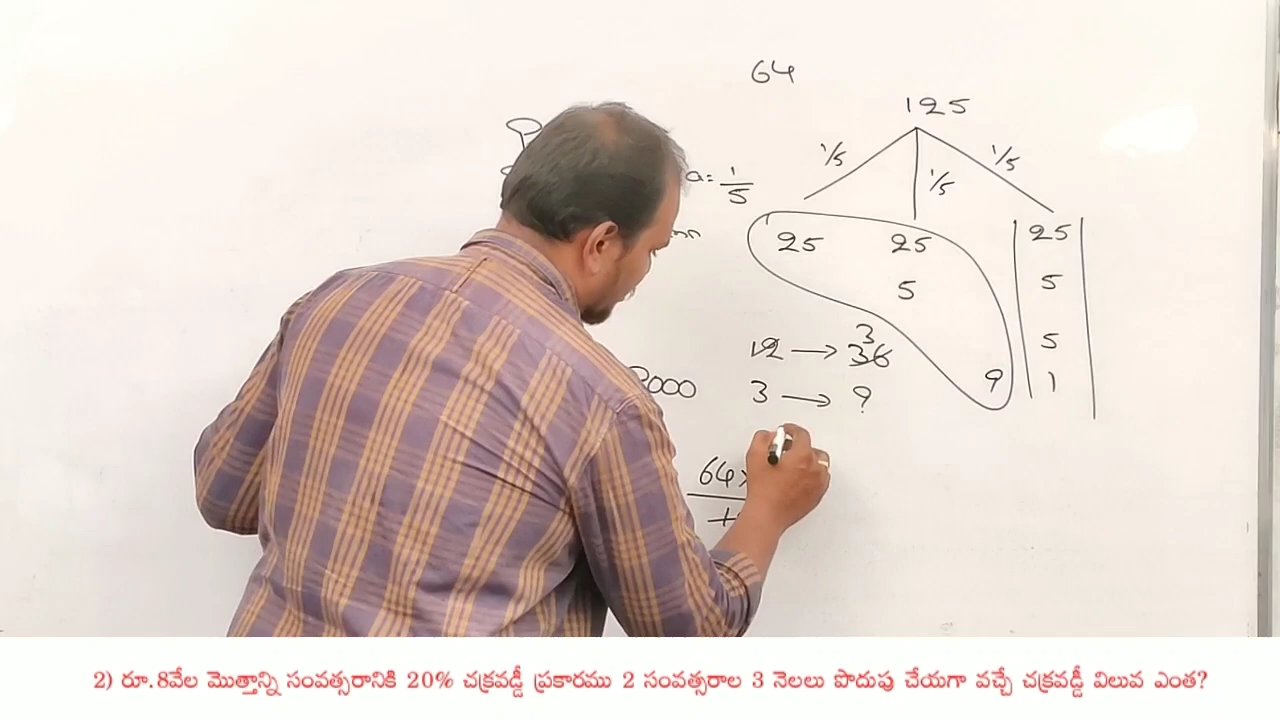 64
125
1/5 1/5 1/5
a = 1/5
25 25 25
5 5
12 → 36 3 5
9 1
2000 3 → 9
64×
2) రూ.8వేల మొత్తాన్ని సంవత్సరానికి 20% చక్రవడ్డీ ప్రకారము 2 సంవత్సరాల 3 నెలలు పొదుపు చేయగా వచ్చే చక్రవడ్డీ విలువ ఎంత?